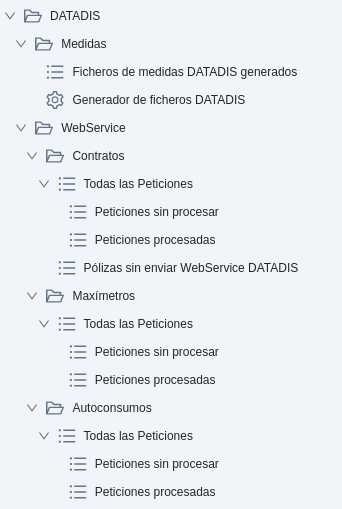 DATADIS
Medidas
Ficheros de medidas DATADIS generados
Generador de ficheros DATADIS
WebService
Contratos
Todas las Peticiones
Peticiones sin procesar
Peticiones procesadas
Pólizas sin enviar WebService DATADIS
Maxímetros
Todas las Peticiones
Peticiones sin procesar
Peticiones procesadas
Autoconsumos
Todas las Peticiones
Peticiones sin procesar
Peticiones procesadas